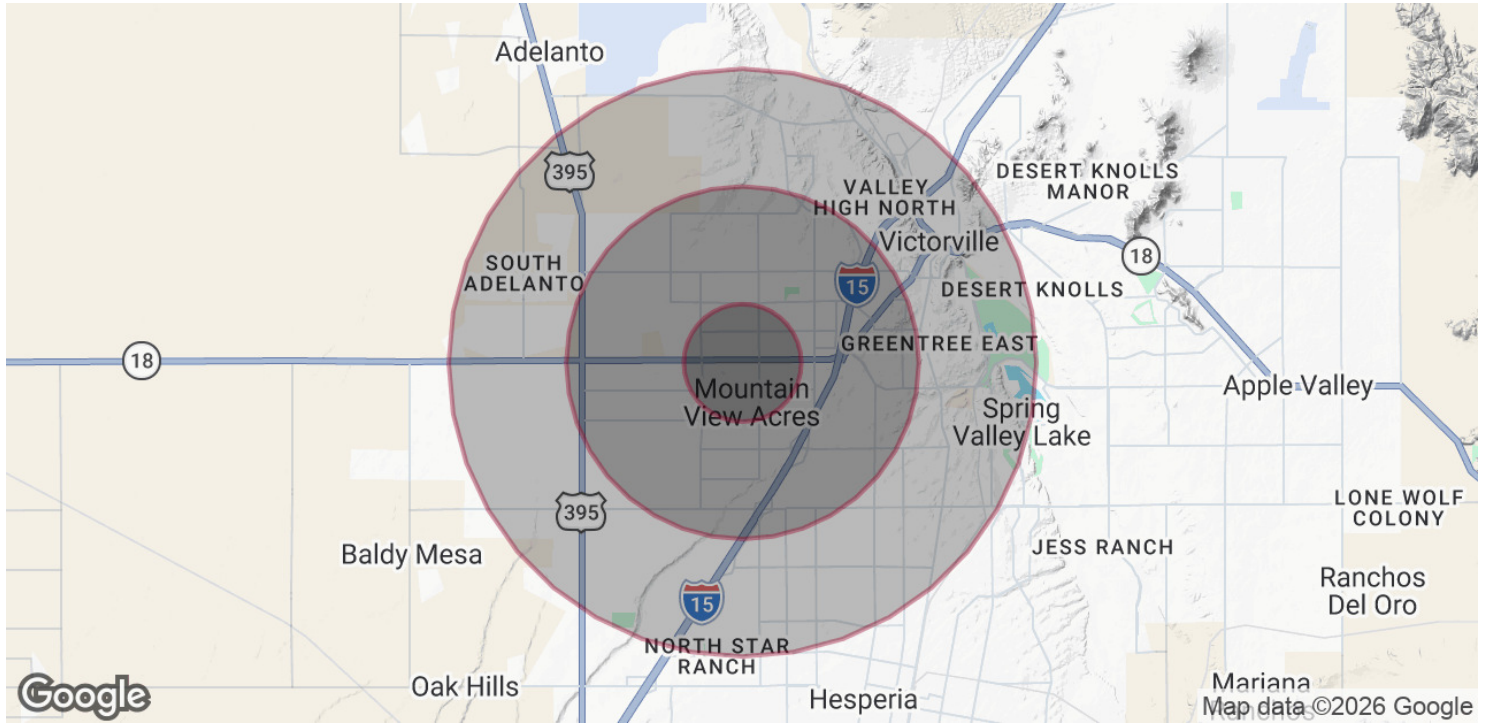 Adelanto
395
VALLEY
HIGH NORTH
DESERT KNOLLS
MANOR
Victorville
18
SOUTH
ADELANTO
15
DESERT KNOLLS
GREENTREE EAST
18
Mountain
View Acres
Apple Valley
Spring
Valley Lake
395
LONE WOLF
COLONY
Baldy Mesa
JESS RANCH
Ranchos
Del Oro
15
NORTH STAR
RANCH
Oak Hills
Hesperia
Mariana
Ranchos
Google
Map data ©2026 Google